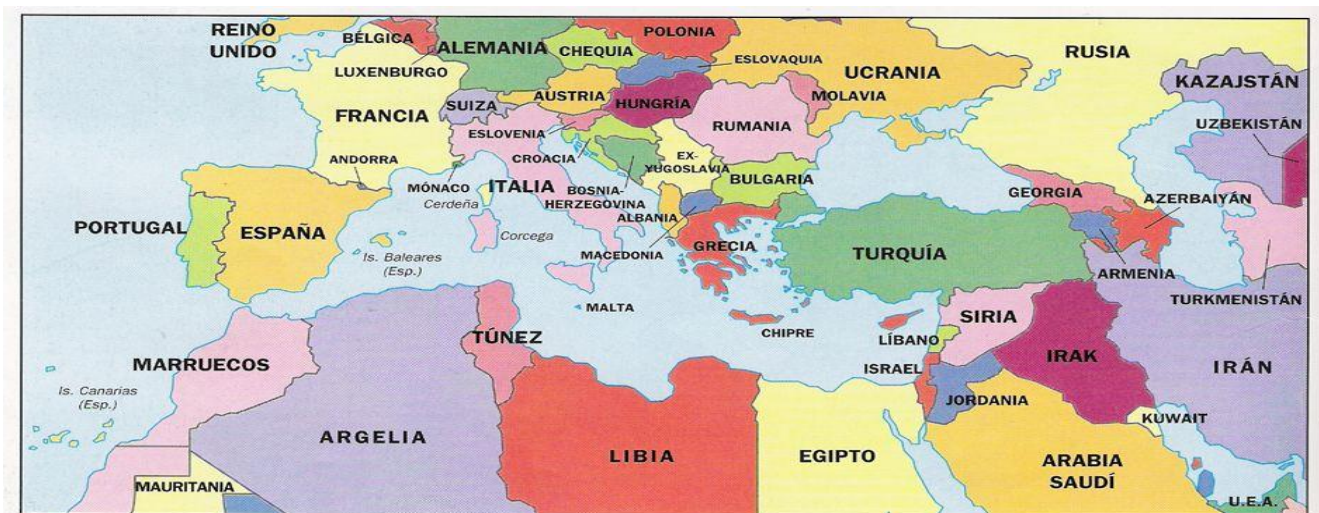 REINO
UNIDO
BÉLGICA
LUXENBURGO
ALEMANIA
CHEQUIA
POLONIA
ESLOVAQUIA
UCRANIA
RUSIA
KAZAJSTÁN
UZBEKISTÁN
FRANCIA
SUIZA
AUSTRIA
HUNGRÍA
MOLAVIA
RUMANIA
ESLOVENIA
CROACIA
EX-
YUGOSLAVIA
ANDORRA
MÓNACO
Cerdeña
ITALIA
BOSNIA-
HERZEGOVINA
BULGARIA
GEORGIA
AZERBAIYÁN
PORTUGAL
ESPAÑA
Is. Baleares
(Esp.)
Corcega
ALBANIA
MACEDONIA
GRECIA
TURQUÍA
ARMENIA
TURKMENISTÁN
MALTA
CHIPRE
LÍBANO
SIRIA
IRAK
IRÁN
MARRUECOS
TÚNEZ
ISRAEL
JORDANIA
KUWAIT
Is. Canarias
(Esp.)
ARGELIA
LIBIA
EGIPTO
ARABIA
SAUDÍ
MAURITANIA
U.E.A.